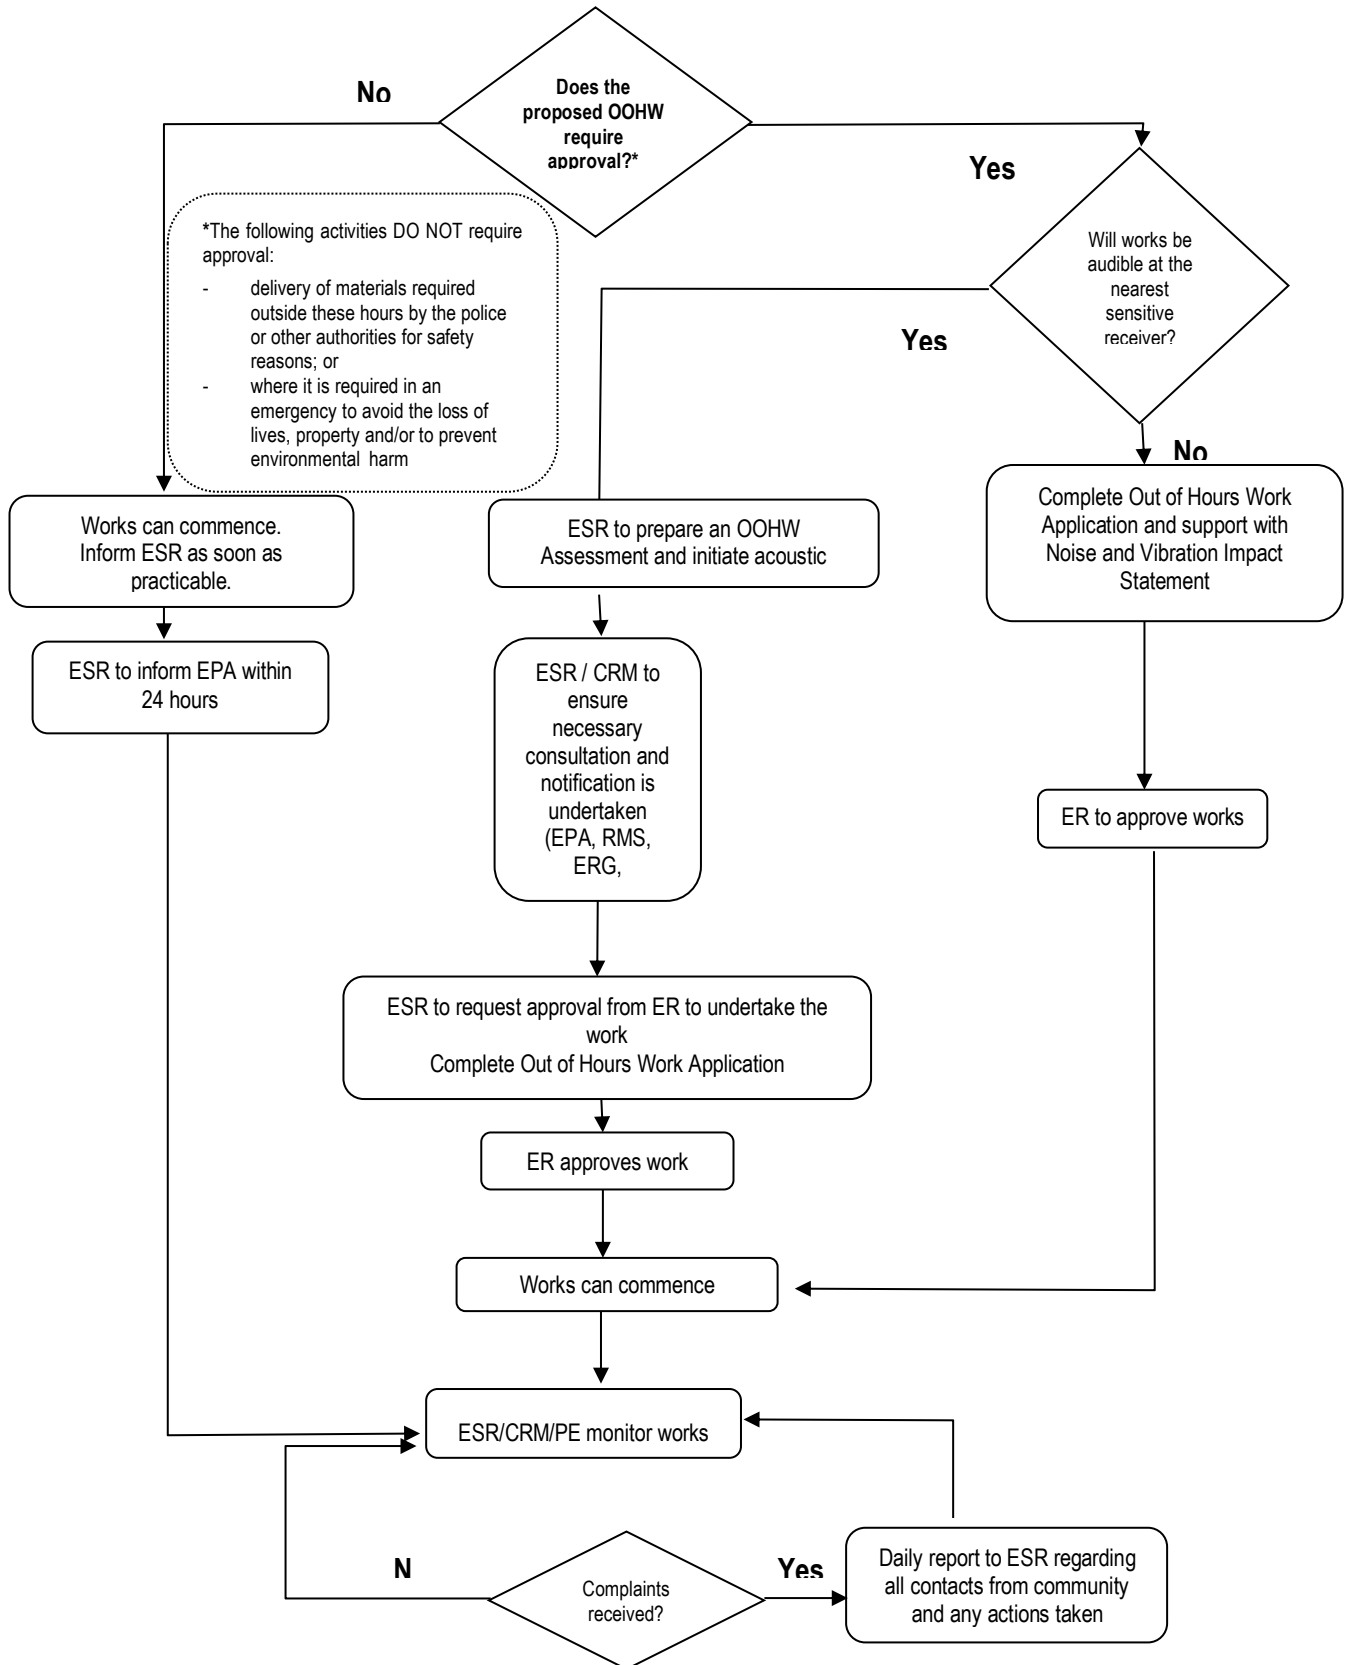 No
Does the
proposed OOHW
require
approval?*
Yes
*The following activities DO NOT require
approval:
- delivery of materials required
outside these hours by the police
or other authorities for safety
reasons; or
- where it is required in an
emergency to avoid the loss of
lives, property and/or to prevent
environmental harm
Will works be
audible at the
nearest
sensitive
receiver?
Yes
No
Works can commence.
Inform ESR as soon as
practicable.
ESR to prepare an OOHW
Assessment and initiate acoustic
Complete Out of Hours Work
Application and support with
Noise and Vibration Impact
Statement
ESR to inform EPA within
24 hours
ESR / CRM to
ensure
necessary
consultation and
notification is
undertaken
(EPA, RMS,
ERG,
ER to approve works
ESR to request approval from ER to undertake the
work
Complete Out of Hours Work Application
ER approves work
Works can commence
ESR/CRM/PE monitor works
N
Complaints
received?
Yes
Daily report to ESR regarding
all contacts from community
and any actions taken